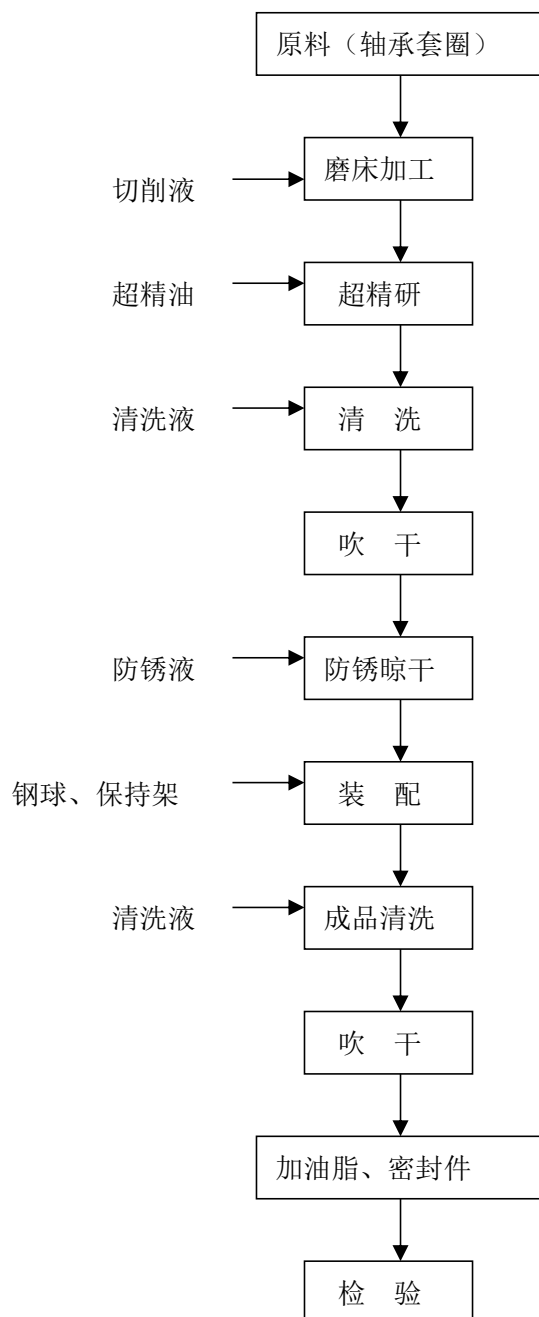 原料（轴承套圈）
切削液
磨床加工
超精油
超精研
清洗液
清 洗
吹 干
防锈液
防锈晾干
钢球、保持架
装 配
清洗液
成品清洗
吹 干
加油脂、密封件
检 验